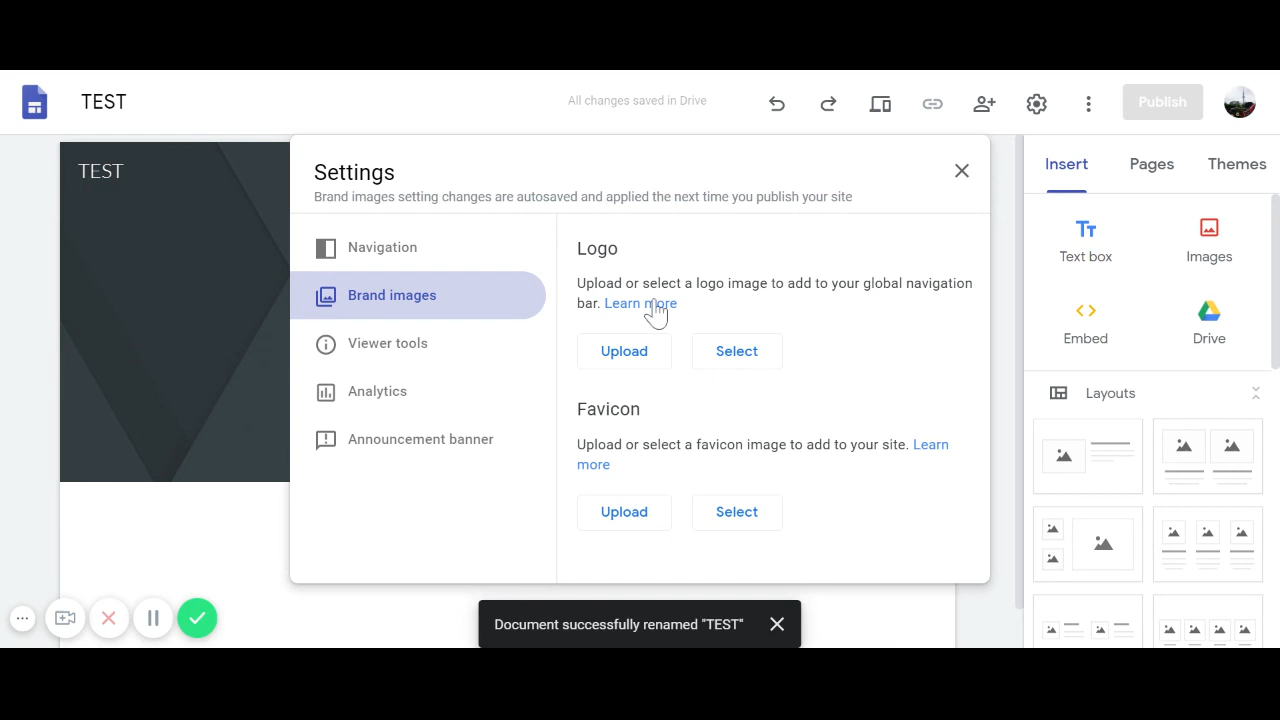 TEST
All changes saved in Drive
Publish
TEST
Settings
Brand images setting changes are autosaved and applied the next time you publish your site
Navigation
Brand images
Viewer tools
Analytics
Announcement banner
Logo
Upload or select a logo image to add to your global navigation
bar. Learn more
Upload
Select
Favicon
Upload or select a favicon image to add to your site. Learn
more
Upload
Select
Insert
Pages
Themes
Tт
Text box
Images
Embed
Drive
Layouts
Document successfully renamed "TEST"